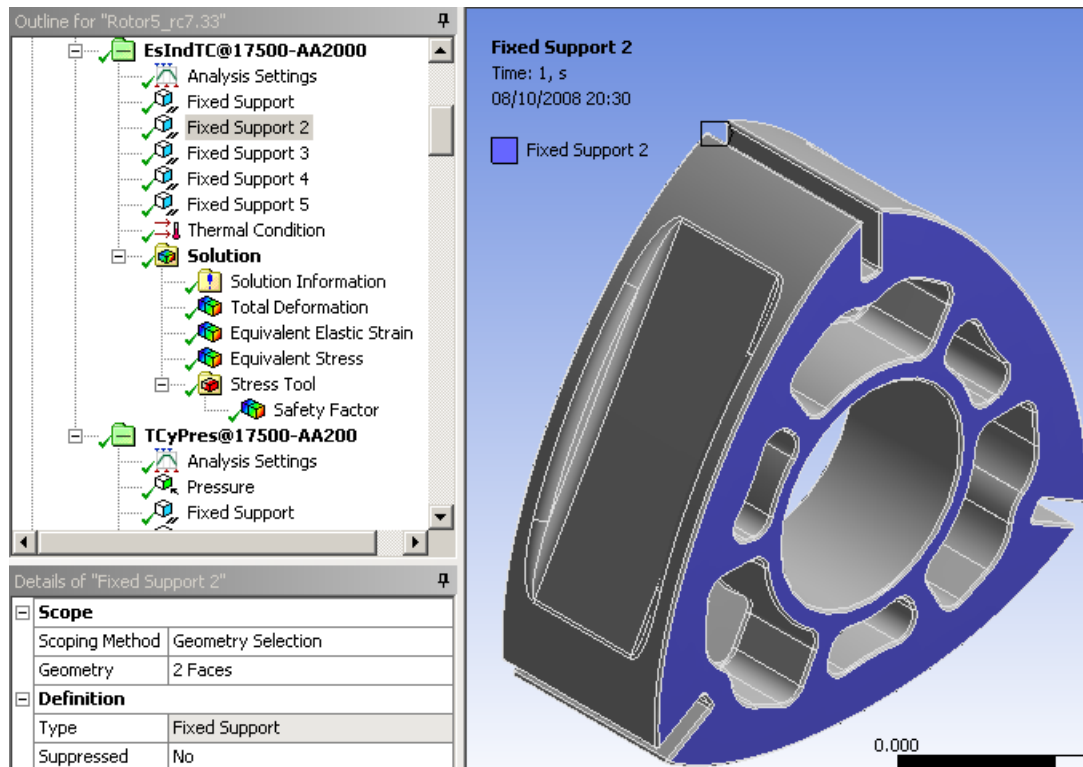 Outline for "Rotor5_rc7.33"
EsIndTC@17500-AA2000
Analysis Settings
Fixed Support
Fixed Support 2
Fixed Support 3
Fixed Support 4
Fixed Support 5
Thermal Condition
Solution
Solution Information
Total Deformation
Equivalent Elastic Strain
Equivalent Stress
Stress Tool
Safety Factor
TCyPres@17500-AA200
Analysis Settings
Pressure
Fixed Support
Details of "Fixed Support 2"
Scope
Scoping Method Geometry Selection
Geometry 2 Faces
Definition
Type Fixed Support
Suppressed No
Fixed Support 2
Time: 1, s
08/10/2008 20:30
Fixed Support 2
0.000